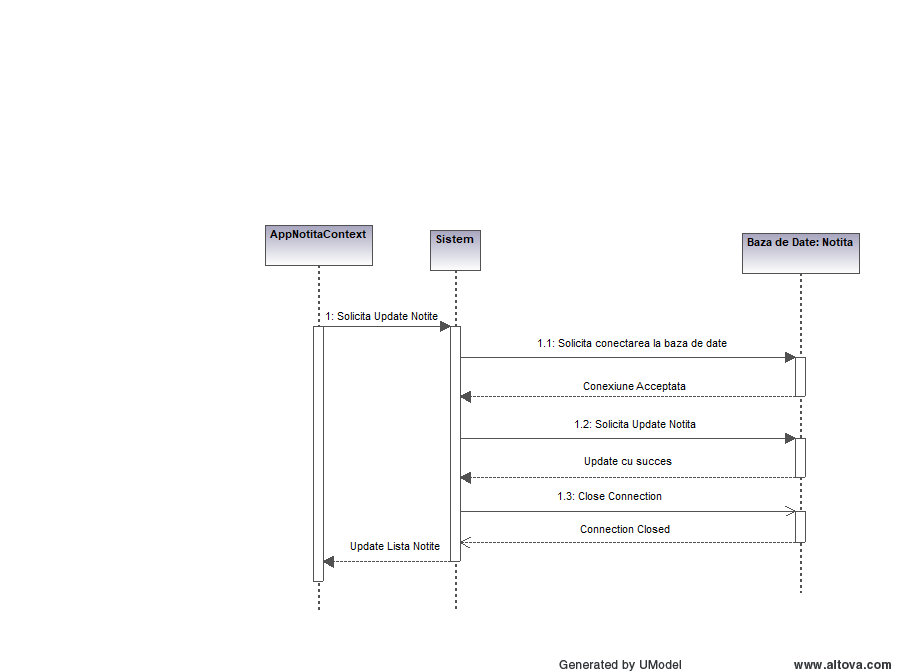 AppNotitaContext
Sistem
Baza de Date: Notita
1: Solicita Update Notite
1.1: Solicita conectarea la baza de date
Conexiune Acceptata
1.2: Solicita Update Notita
Update cu succes
1.3: Close Connection
Connection Closed
Update Lista Notite
Generated by UModel
www.altova.com